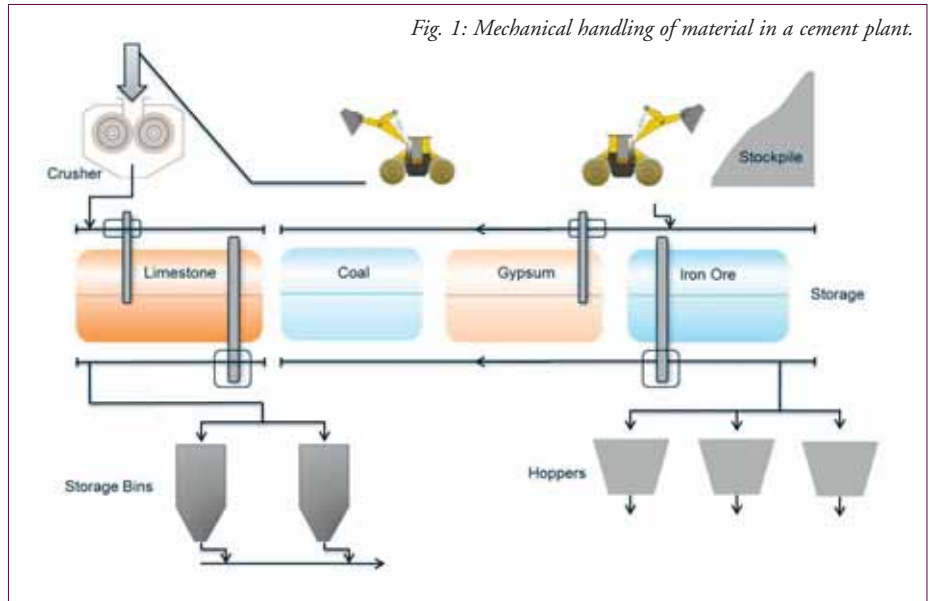 Fig. 1: Mechanical handling of material in a cement plant.
Stockpile
Crusher
Limestone
Coal
Gypsum
Iron Ore
Storage
Storage Bins
Hoppers